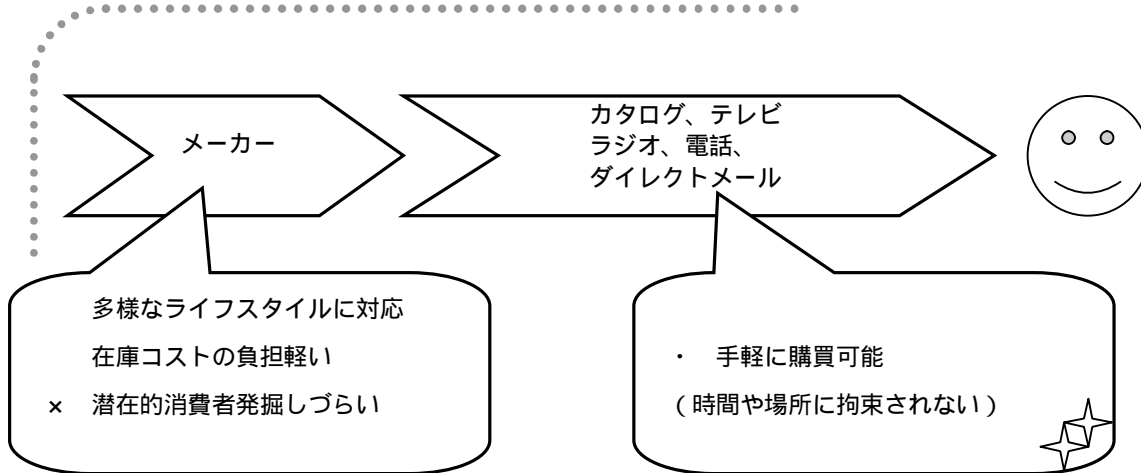 メーカー
カタログ、テレビ
ラジオ、電話、
ダイレクトメール
多様なライフスタイルに対応
在庫コストの負担軽い
× 潜在的消費者発掘しづらい
・ 手軽に購買可能
(時間や場所に拘束されない)